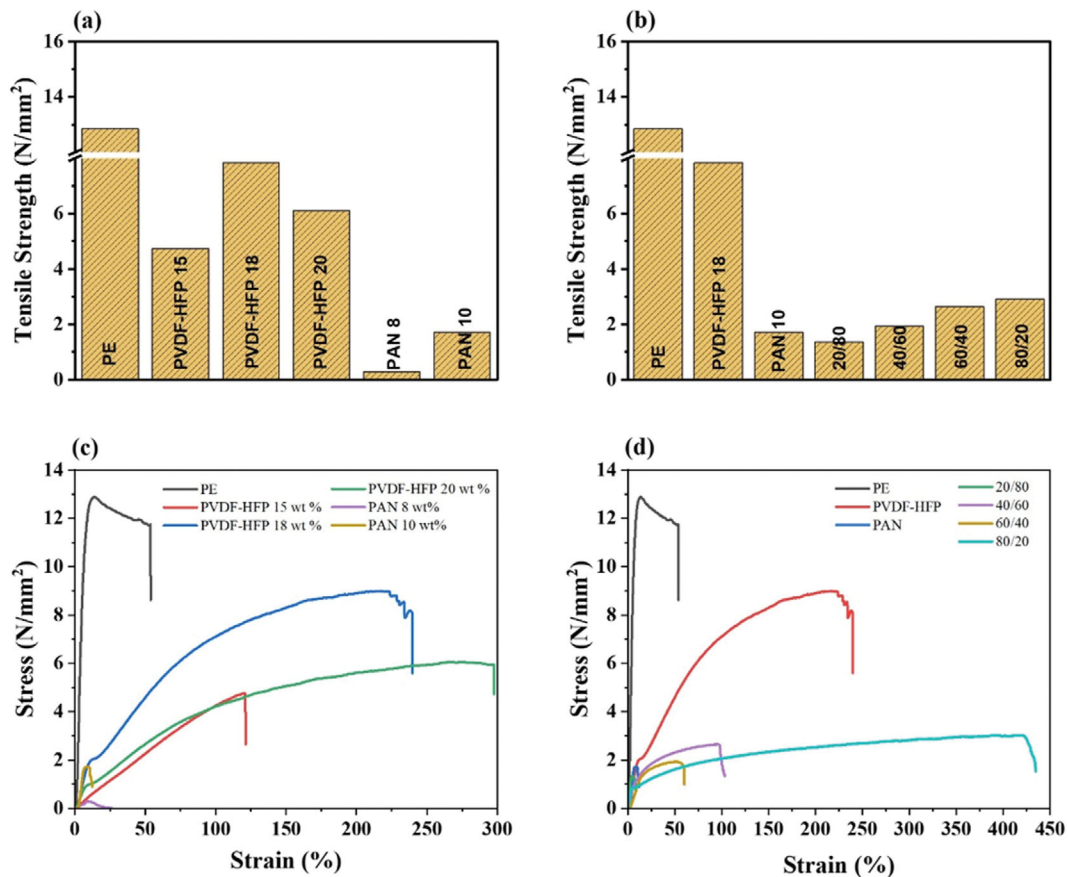 (a)
Tensile Strength (N/mm²)
16
14
6
4
2
0
PE
PVDF-HFP 15
PVDF-HFP 18
PVDF-HFP 20
PAN 8
PAN 10
(b)
Tensile Strength (N/mm²)
16
14
6
4
2
0
PE
PVDF-HFP 18
PAN 10
20/80
40/60
60/40
80/20
(c)
Stress (N/mm²)
14
12
10
8
6
4
2
0
PE
PVDF-HFP 15 wt %
PVDF-HFP 18 wt %
PVDF-HFP 20 wt %
PAN 8 wt%
PAN 10 wt%
0 50 100 150 200 250 300
Strain (%)
(d)
Stress (N/mm²)
14
12
10
8
6
4
2
0
PE
PVDF-HFP
PAN
20/80
40/60
60/40
80/20
0 50 100 150 200 250 300 350 400 450
Strain (%)